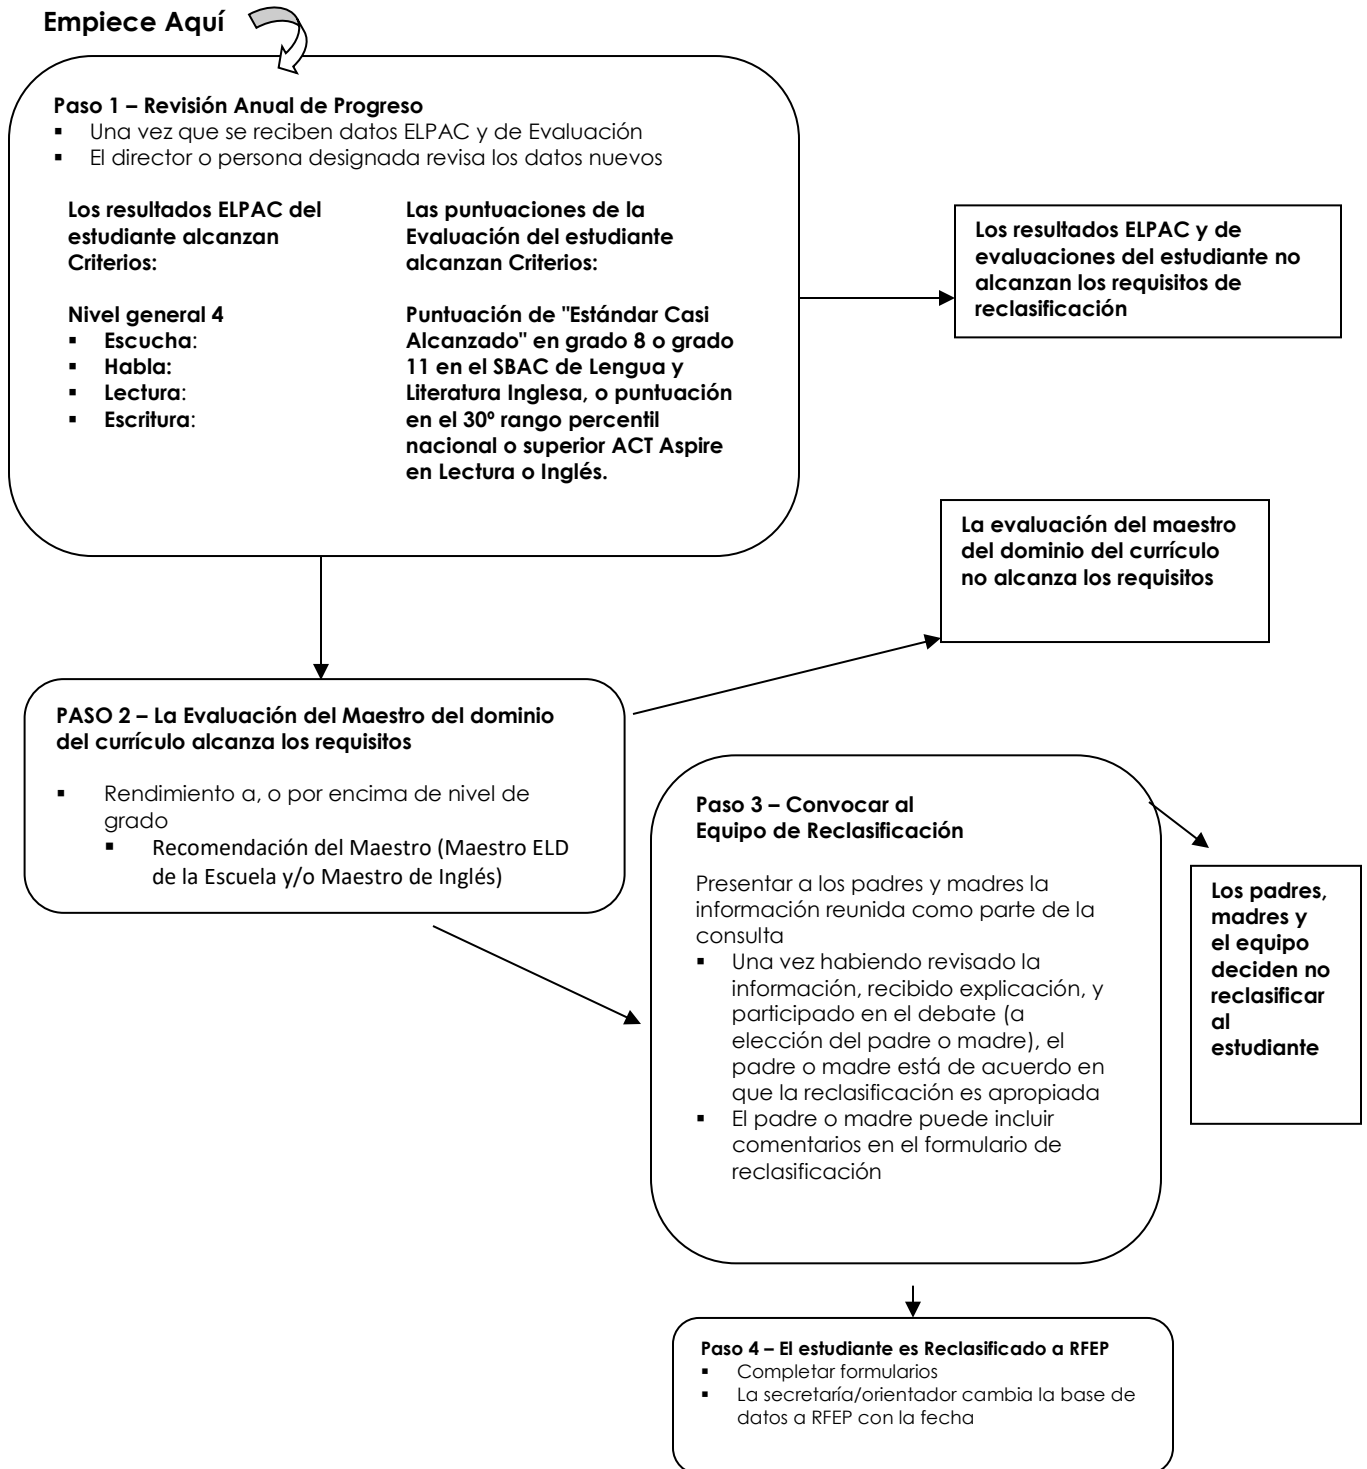 Empiece Aquí
Paso 1 – Revisión Anual de Progreso
▪ Una vez que se reciben datos ELPAC y de Evaluación
▪ El director o persona designada revisa los datos nuevos
Los resultados ELPAC del
estudiante alcanzan
Criterios:
Nivel general 4
▪ Escucha:
▪ Habla:
▪ Lectura:
▪ Escritura:
Las puntuaciones de la
Evaluación del estudiante
alcanzan Criterios:
Puntuación de "Estándar Casi
Alcanzado" en grado 8 o grado
11 en el SBAC de Lengua y
Literatura Inglesa, o puntuación
en el 30º rango percentil
nacional o superior ACT Aspire
en Lectura o Inglés.
Los resultados ELPAC y de
evaluaciones del estudiante no
alcanzan los requisitos de
reclasificación
La evaluación del maestro
del dominio del currículo
no alcanza los requisitos
PASO 2 – La Evaluación del Maestro del dominio
del currículo alcanza los requisitos
▪ Rendimiento a, o por encima de nivel de
grado
▪ Recomendación del Maestro (Maestro ELD
de la Escuela y/o Maestro de Inglés)
Paso 3 – Convocar al
Equipo de Reclasificación
Presentar a los padres y madres la
información reunida como parte de la
consulta
▪ Una vez habiendo revisado la
información, recibido explicación, y
participado en el debate (a
elección del padre o madre), el
padre o madre está de acuerdo en
que la reclasificación es apropiada
▪ El padre o madre puede incluir
comentarios en el formulario de
reclasificación
Los padres,
madres y
el equipo
deciden no
reclasificar
al
estudiante
Paso 4 – El estudiante es Reclasificado a RFEP
▪ Completar formularios
▪ La secretaría/orientador cambia la base de
datos a RFEP con la fecha